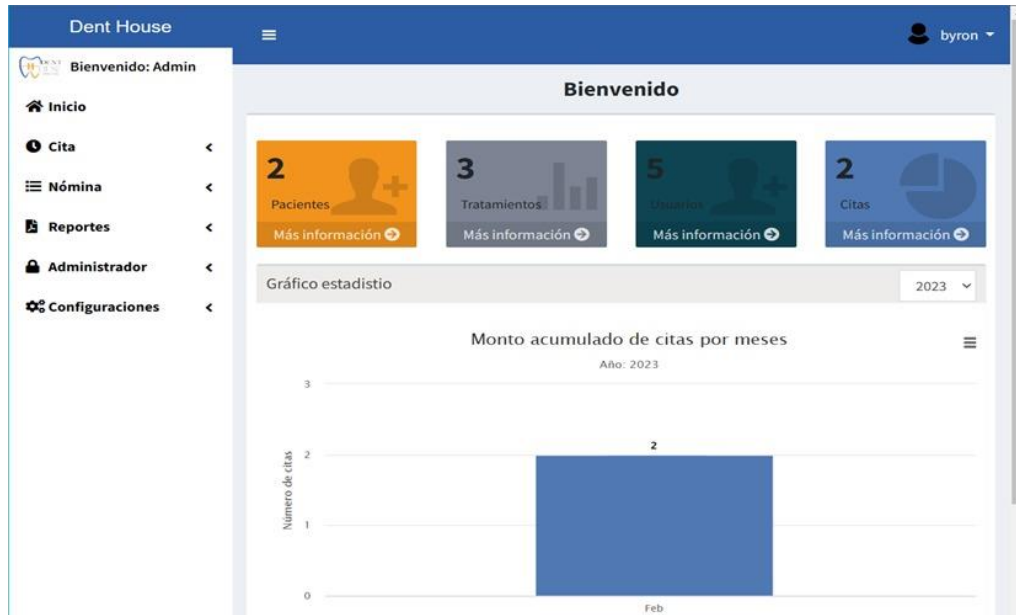 Dent House
byron
Bienvenido: Admin
Inicio
Cita
Nómina
Reportes
Administrador
Configuraciones
Bienvenido
2
Pacientes
Más información
3
Tratamientos
Más información
5
Usuarios
Más información
2
Citas
Más información
Gráfico estadistio
2023
Monto acumulado de citas por meses
Año: 2023
Número de citas
3
2
1
0
2
Feb